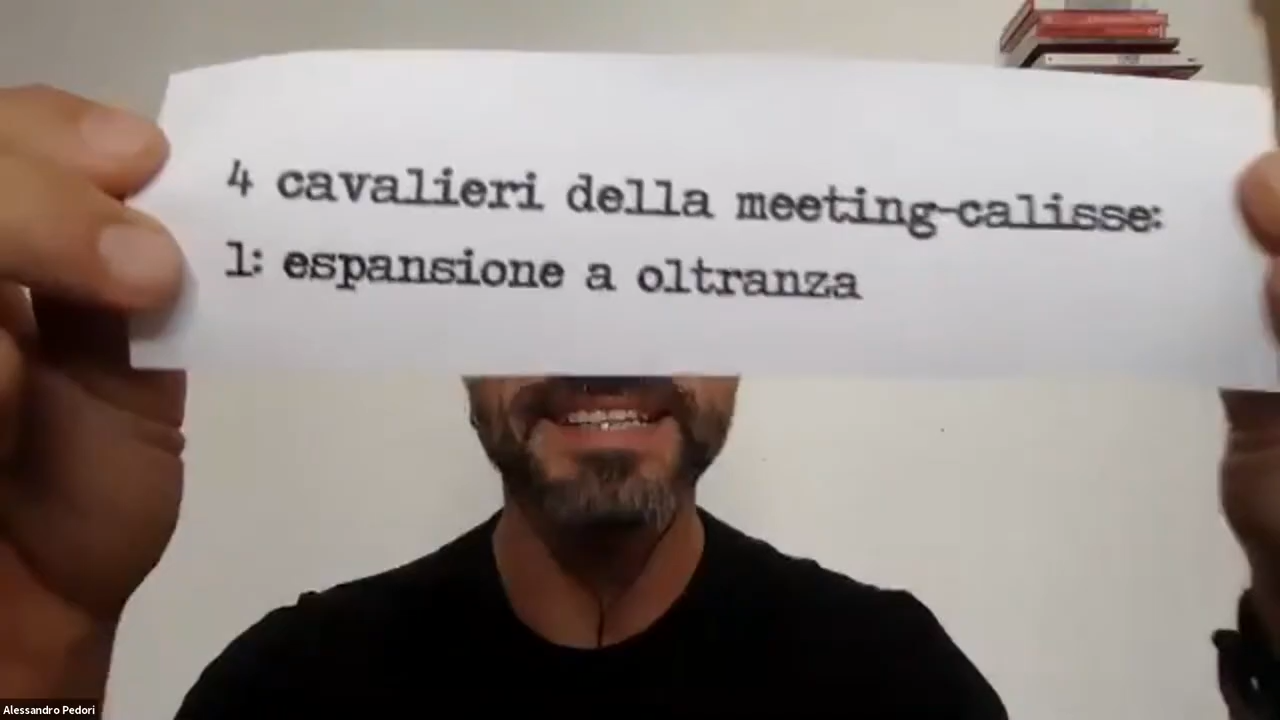 4 cavalieri della meeting-calisse:
1: espansione a oltranza
Alessandro Pedori